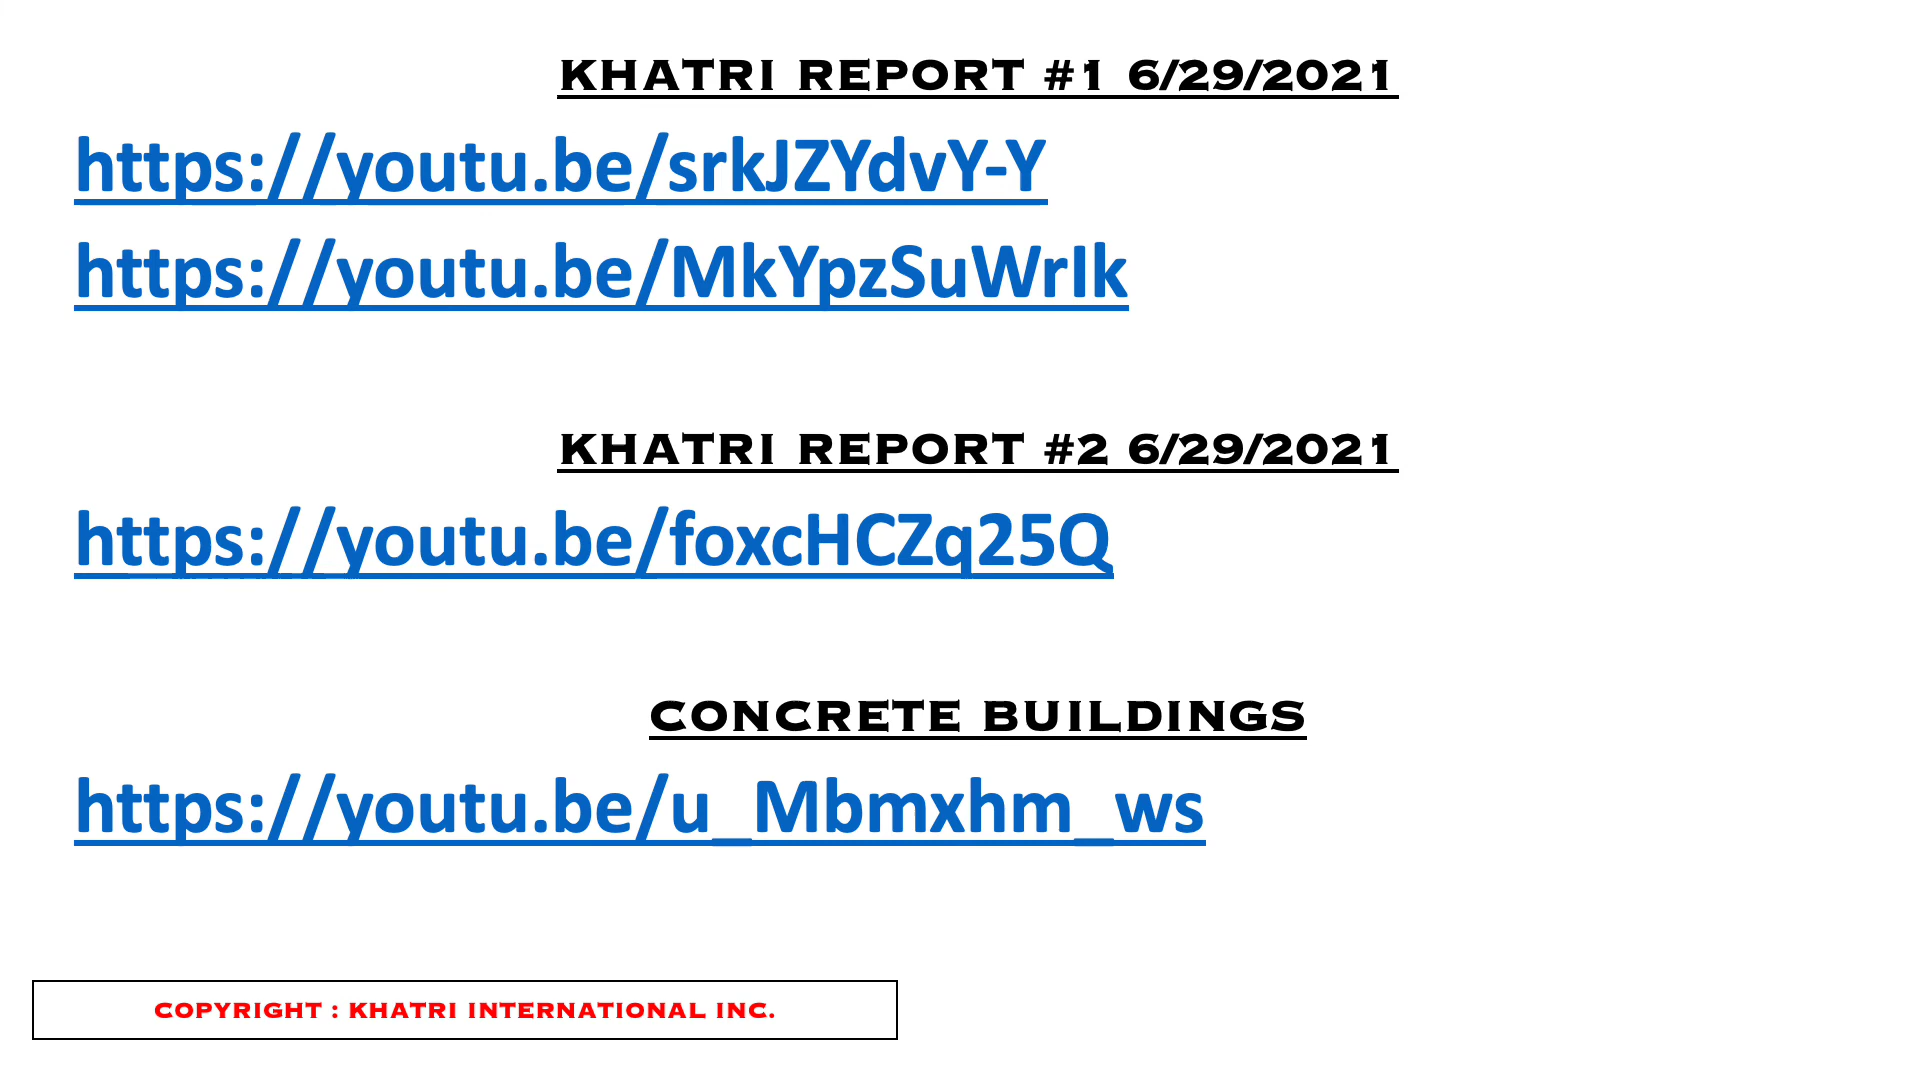 KHATRI REPORT #1 6/29/2021
https://youtu.be/srkJZYdvY-Y
https://youtu.be/MkYpzSuWrIk
KHATRI REPORT #2 6/29/2021
https://youtu.be/foxcHCZq25Q
CONCRETE BUILDINGS
https://youtu.be/u_Mbmxhm_ws
COPYRIGHT : KHATRI INTERNATIONAL INC.